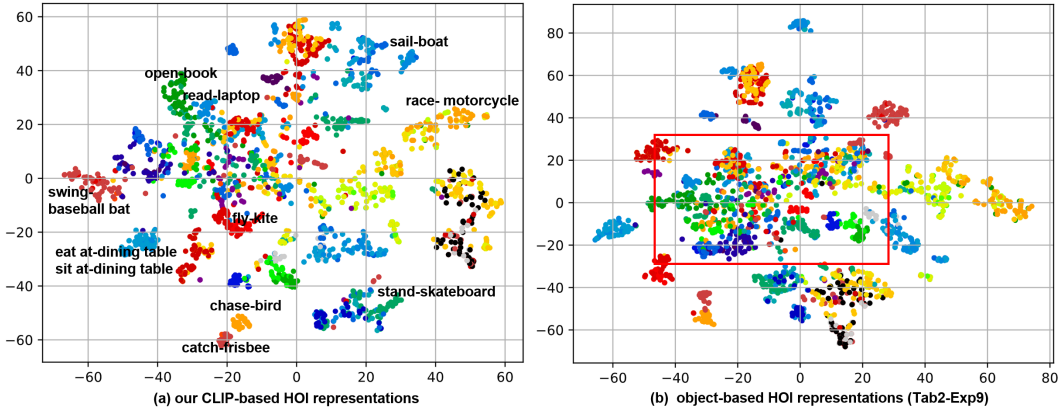 60
40
20
0
−20
−40
−60
−60
−40
−20
0
20
40
60
open-book
read-laptop
sail-boat
race- motorcycle
swing-
baseball bat
fly-kite
eat at-dining table
sit at-dining table
chase-bird
stand-skateboard
catch-frisbee
(a) our CLIP-based HOI representations
80
60
40
20
0
−20
−40
−60
−60
−40
−20
0
20
40
60
80
(b) object-based HOI representations (Tab2-Exp9)